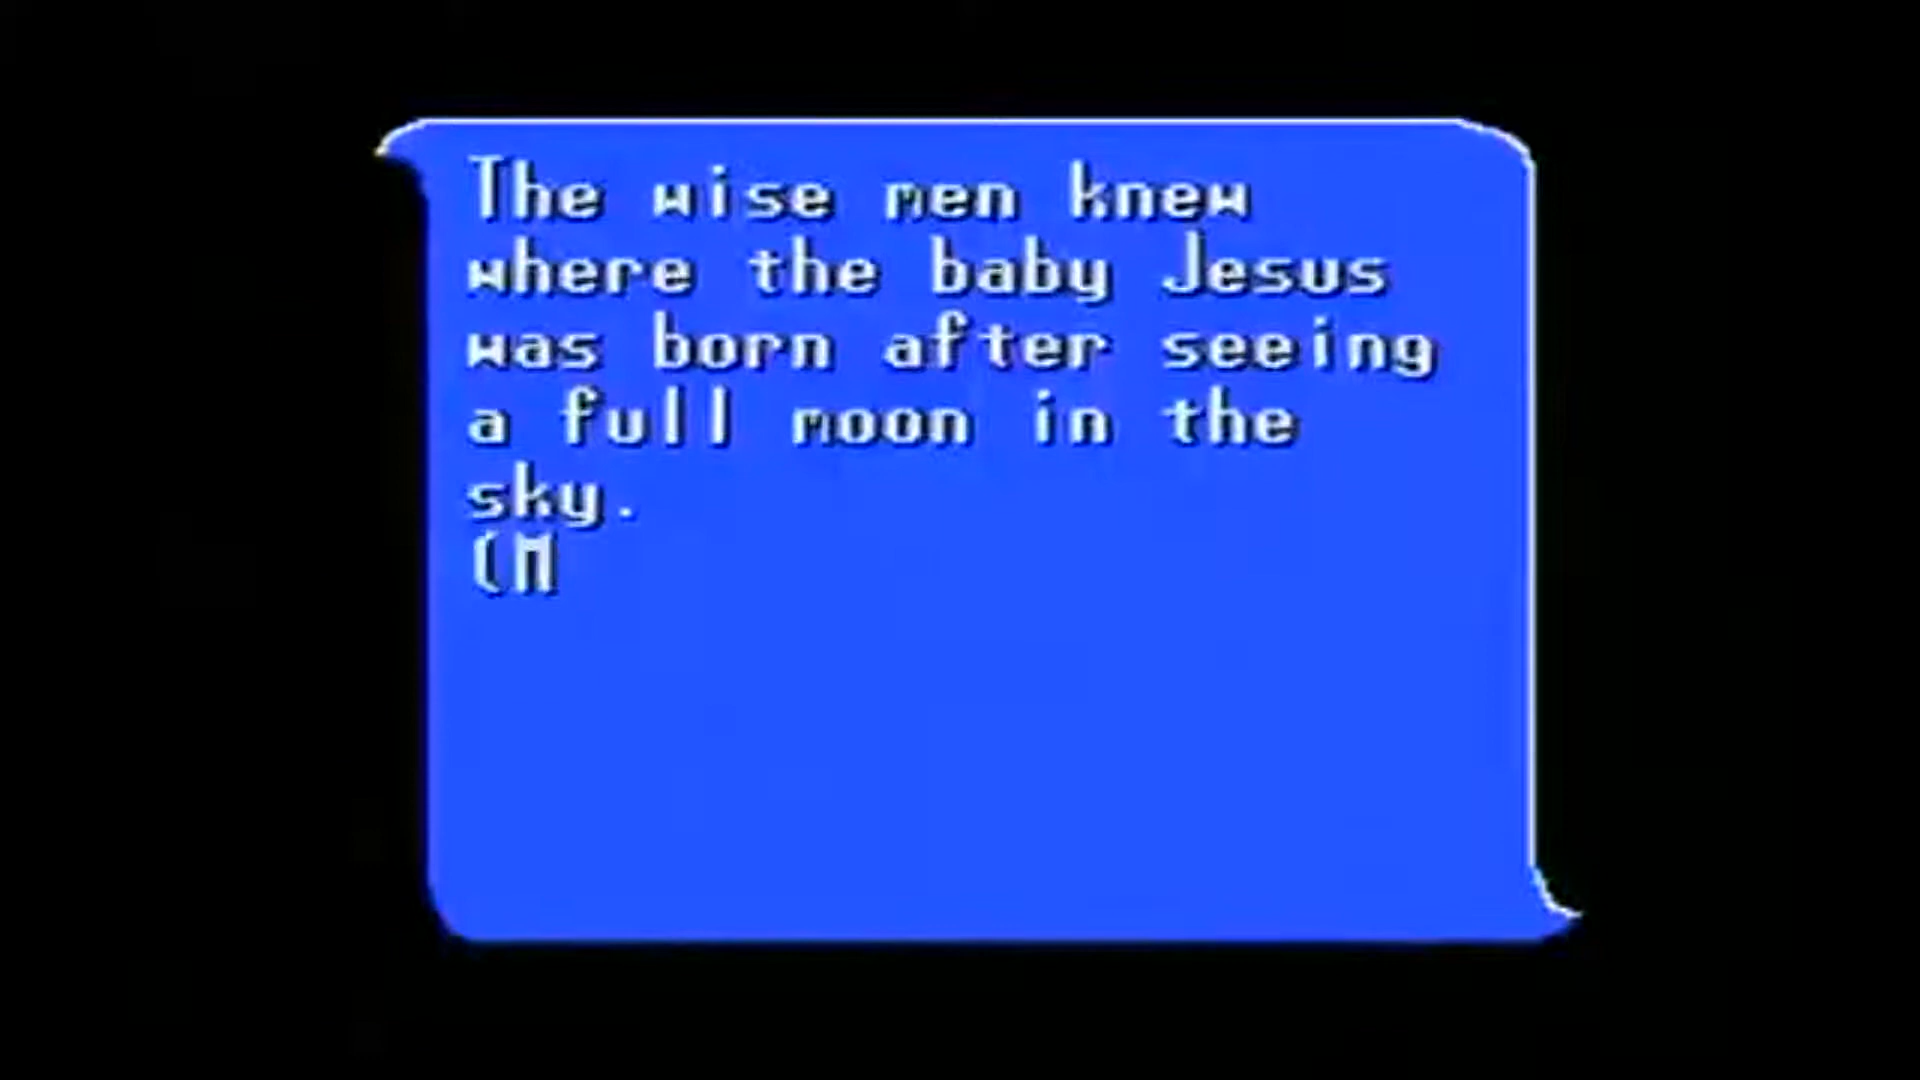 The wise men knew
where the baby Jesus
was born after seeing
a full moon in the
sky.
(M